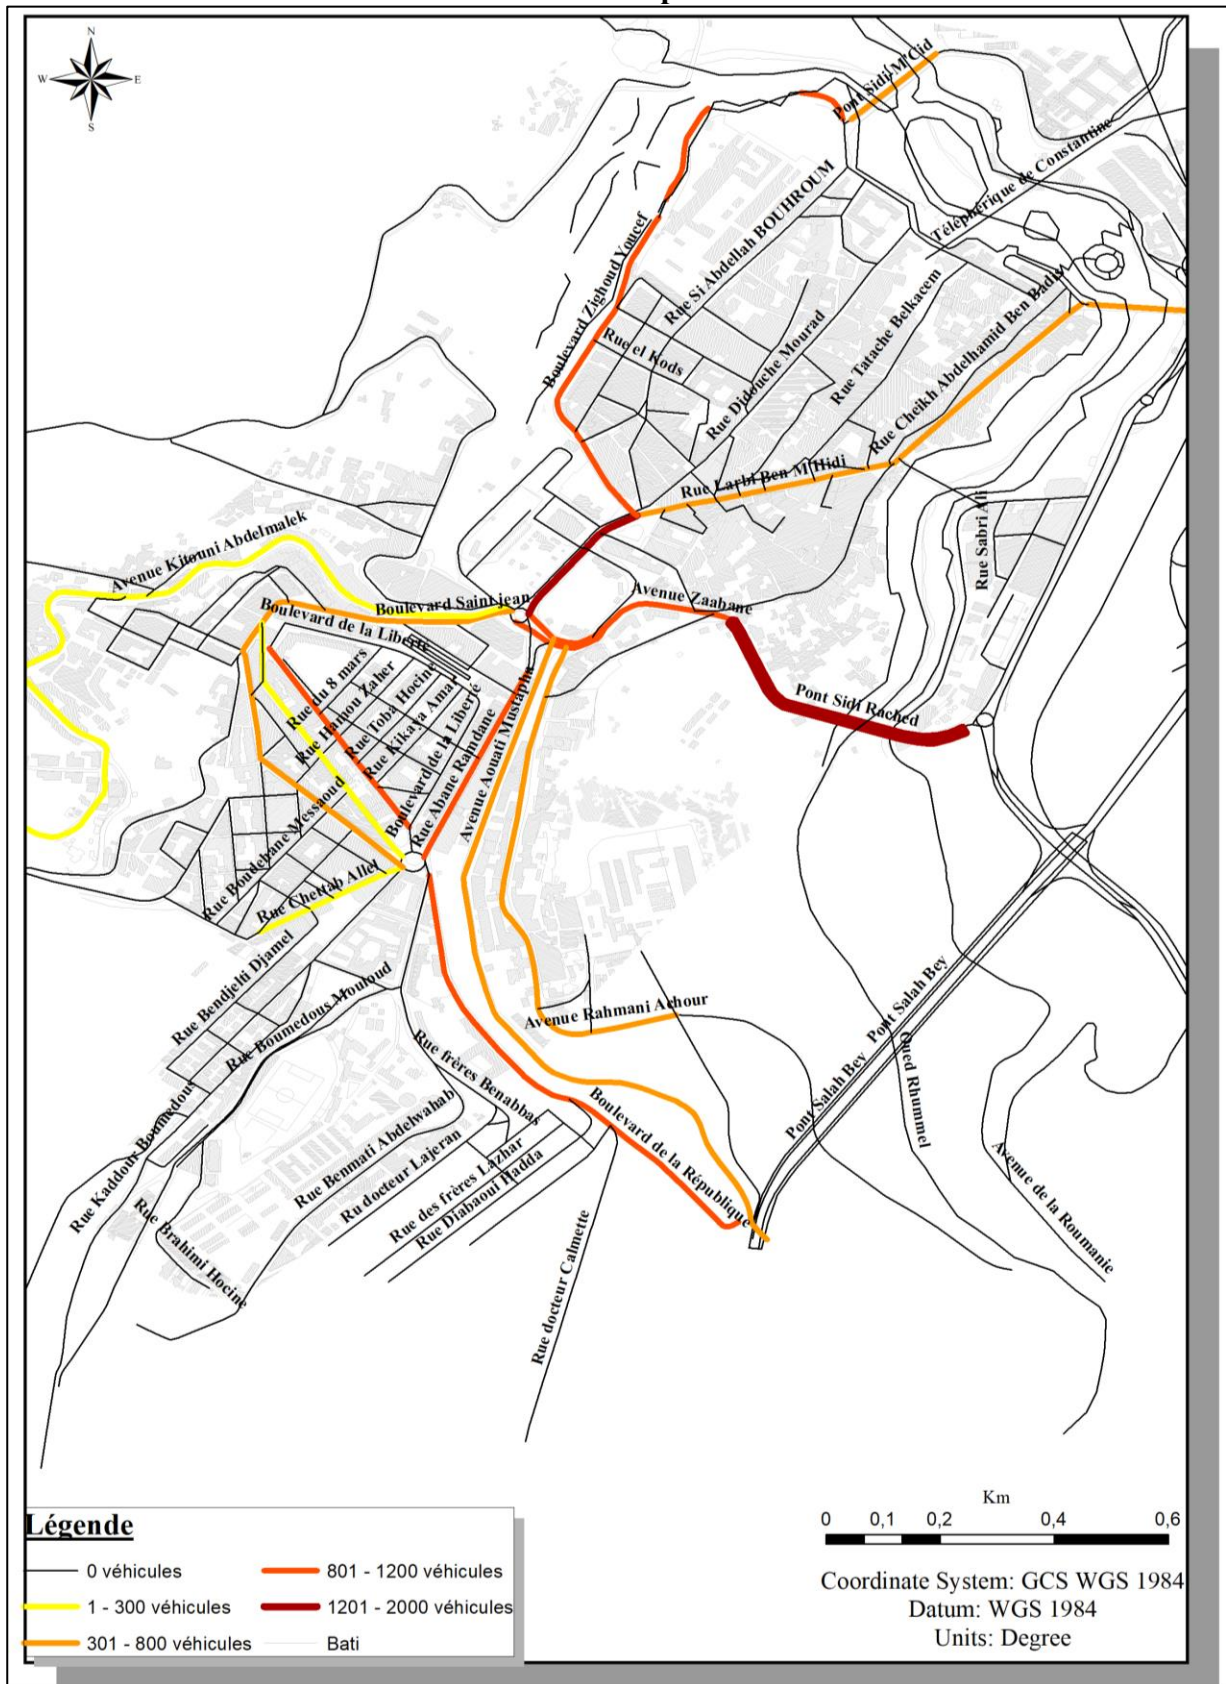 N
W
E
S
Pont Sidi M'Cid
Téléphérique de Constantine
Rue Si Abdellah BOUHROUM
Boulevard Zighoud Youcef
Rue el Kods
Rue Didouche Mourad
Rue Tatache Belkacem
Rue Cheikh Abdelhamid Ben Badis
Rue Larbi Ben M'Hidi
Rue Sabri Ali
Avenue Kitouni Abdelmalek
Boulevard Saint jean
Boulevard de la Liberté
Avenue Zaabane
Pont Sidi Rached
Rue du 8 mars
Rue Hamou Zaher
Rue Toba Hocine
Rue Kikaya Amar
Boulevard de la Liberté
Rue Abane Ramdane
Avenue Aouati Mustapha
Rue Boudehane Messaoud
Rue Chettab Allel
Rue Bendjelti Djamel
Rue Boumedous Mouloud
Avenue Rahmani Achour
Rue Kaddour Boumedous
Rue frères Benabbas
Rue Benmati Abdelwahab
Ru docteur Lajeran
Rue des frères Lazhar
Rue Diabaoui Hadda
Rue Brahimi Hocine
Boulevard de la République
Rue docteur Calmette
Pont Salah Bey
Pont Salah Bey
Oued Rhummel
Avenue de la Roumanie
Légende
0 véhicules
1 - 300 véhicules
301 - 800 véhicules
801 - 1200 véhicules
1201 - 2000 véhicules
Bati
Km
0 0,1 0,2 0,4 0,6
Coordinate System: GCS WGS 1984
Datum: WGS 1984
Units: Degree